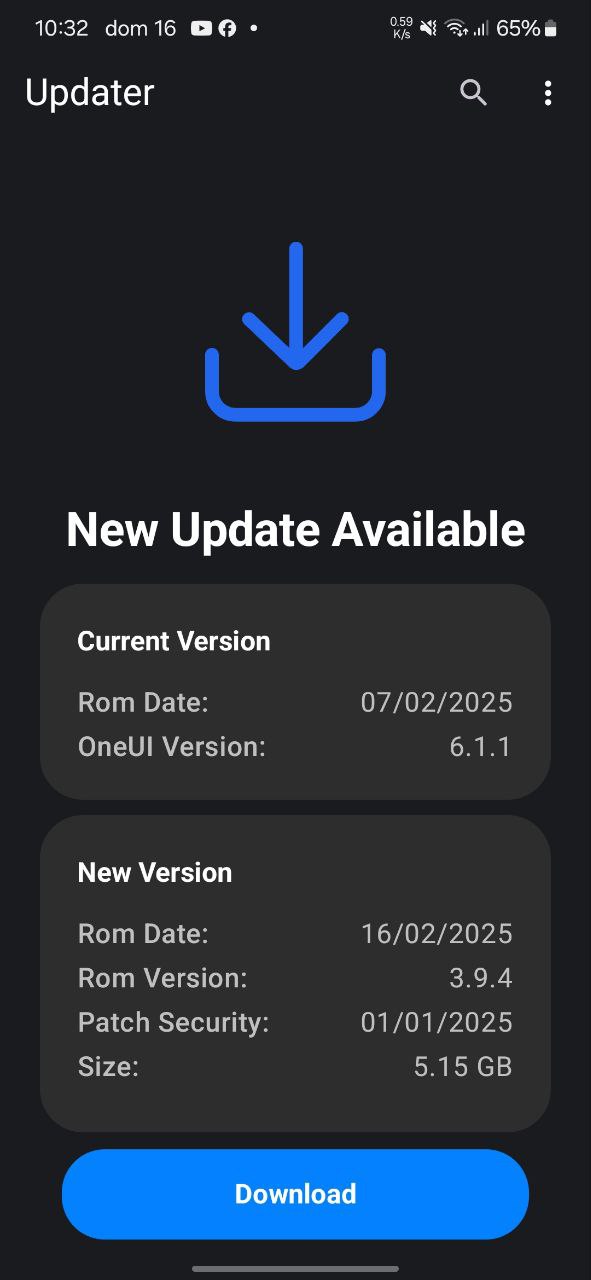 10:32 dom 16 0.59 K/s 65%
Updater
New Update Available
Current Version
Rom Date: 07/02/2025
OneUI Version: 6.1.1
New Version
Rom Date: 16/02/2025
Rom Version: 3.9.4
Patch Security: 01/01/2025
Size: 5.15 GB
Download